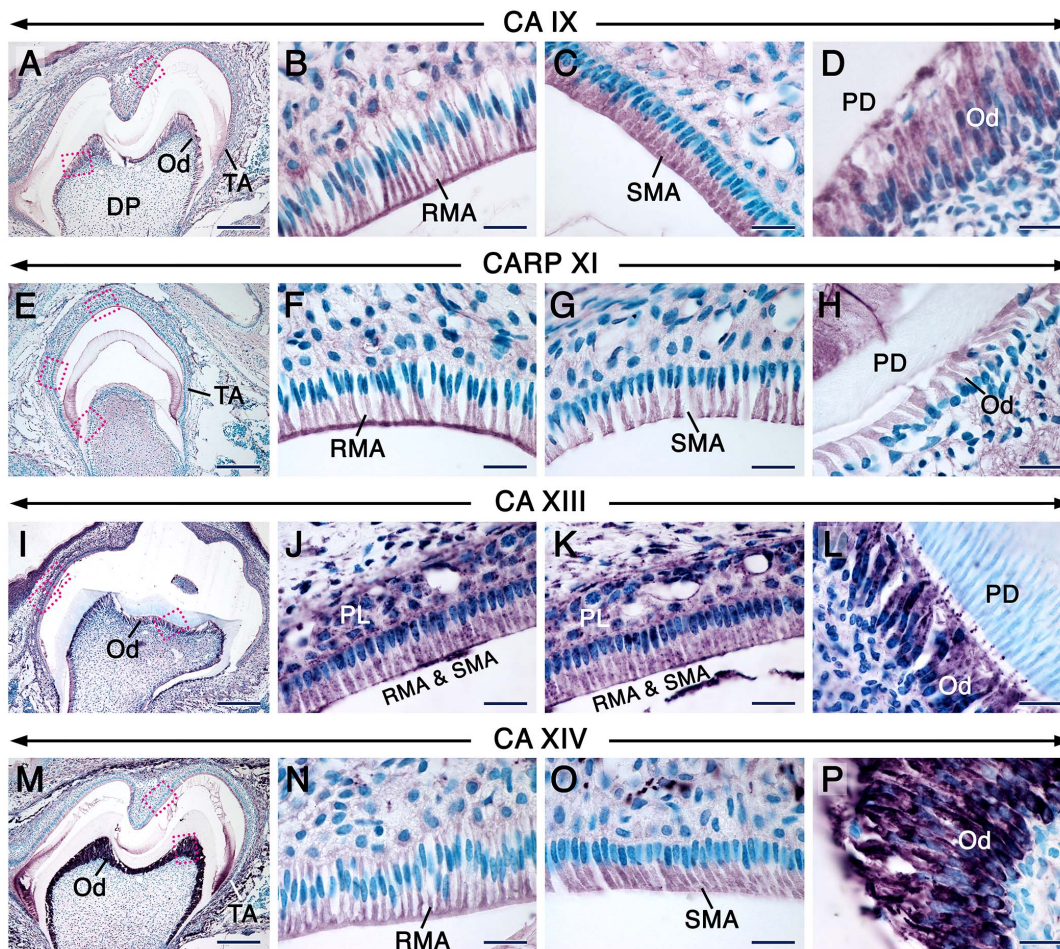 CA IX
A B C D
PD
Od
Od
TA
DP
RMA
SMA
CARP XI
E F G H
PD
TA
Od
RMA
SMA
CA XIII
I J K L
PL
PL
PD
Od
RMA & SMA
RMA & SMA
Od
CA XIV
M N O P
Od
Od
TA
RMA
SMA